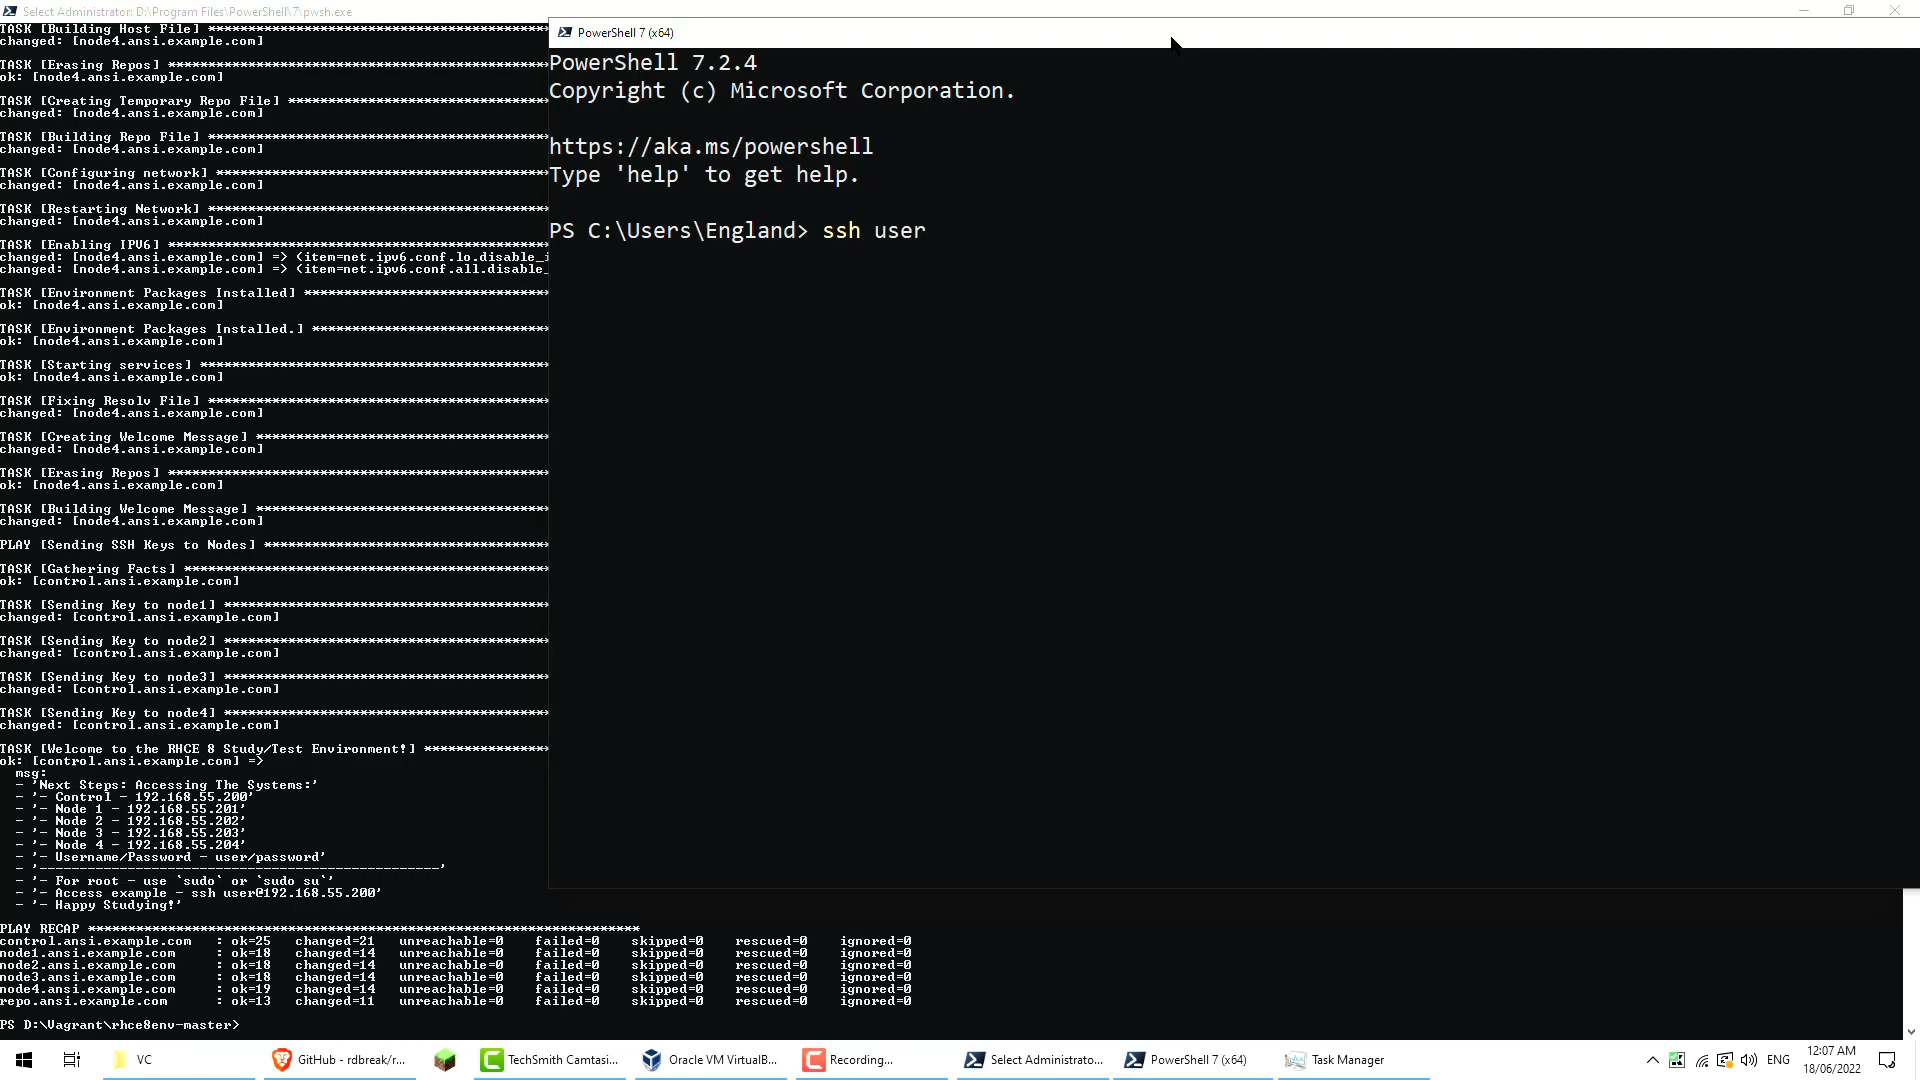 Select Administrator: D:\Program Files\PowerShell\7\pwsh.exe
TASK [Building Host File] ******************************************
changed: [node4.ansi.example.com]
TASK [Erasing Repos] ***********************************************
ok: [node4.ansi.example.com]
TASK [Creating Temporary Repo File] ********************************
changed: [node4.ansi.example.com]
TASK [Building Repo File] ******************************************
changed: [node4.ansi.example.com]
TASK [Configuring network] *****************************************
changed: [node4.ansi.example.com]
TASK [Restarting Network] ******************************************
changed: [node4.ansi.example.com]
TASK [Enabling IPV6] ***********************************************
changed: [node4.ansi.example.com] => (item=net.ipv6.conf.lo.disable_i
changed: [node4.ansi.example.com] => (item=net.ipv6.conf.all.disable_
TASK [Environment Packages Installed] ******************************
ok: [node4.ansi.example.com]
TASK [Environment Packages Installed.] *****************************
ok: [node4.ansi.example.com]
TASK [Starting services] *******************************************
ok: [node4.ansi.example.com]
TASK [Fixing Resolv File] ******************************************
changed: [node4.ansi.example.com]
TASK [Creating Welcome Message] ************************************
changed: [node4.ansi.example.com]
TASK [Erasing Repos] ***********************************************
ok: [node4.ansi.example.com]
TASK [Building Welcome Message] ************************************
changed: [node4.ansi.example.com]
PLAY [Sending SSH Keys to Nodes] ***********************************
TASK [Gathering Facts] *********************************************
ok: [control.ansi.example.com]
TASK [Sending Key to node1] ****************************************
changed: [control.ansi.example.com]
TASK [Sending Key to node2] ****************************************
changed: [control.ansi.example.com]
TASK [Sending Key to node3] ****************************************
changed: [control.ansi.example.com]
TASK [Sending Key to node4] ****************************************
changed: [control.ansi.example.com]
TASK [Welcome to the RHCE 8 Study/Test Environment!] ***************
ok: [control.ansi.example.com] =>
msg:
- 'Next Steps: Accessing The Systems:'
- '- Control - 192.168.55.200'
- '- Node 1 - 192.168.55.201'
- '- Node 2 - 192.168.55.202'
- '- Node 3 - 192.168.55.203'
- '- Node 4 - 192.168.55.204'
- '- Username/Password - user/password'
- '--------------------------------------------------'
- '- For root - use `sudo` or `sudo su`'
- '- Access example - ssh user@192.168.55.200'
- '- Happy Studying!'
PLAY RECAP *********************************************************************
control.ansi.example.com : ok=25 changed=21 unreachable=0 failed=0 skipped=0 rescued=0 ignored=0
node1.ansi.example.com : ok=18 changed=14 unreachable=0 failed=0 skipped=0 rescued=0 ignored=0
node2.ansi.example.com : ok=18 changed=14 unreachable=0 failed=0 skipped=0 rescued=0 ignored=0
node3.ansi.example.com : ok=18 changed=14 unreachable=0 failed=0 skipped=0 rescued=0 ignored=0
node4.ansi.example.com : ok=19 changed=14 unreachable=0 failed=0 skipped=0 rescued=0 ignored=0
repo.ansi.example.com : ok=13 changed=11 unreachable=0 failed=0 skipped=0 rescued=0 ignored=0
PS D:\Vagrant\rhce8env-master>
PowerShell 7 (x64)
PowerShell 7.2.4
Copyright (c) Microsoft Corporation.
https://aka.ms/powershell
Type 'help' to get help.
PS C:\Users\England> ssh user
VC
GitHub - rdbreak/r...
TechSmith Camtasi...
Oracle VM VirtualB...
Recording...
Select Administrato...
PowerShell 7 (x64)
Task Manager
ENG
12:07 AM
18/06/2022